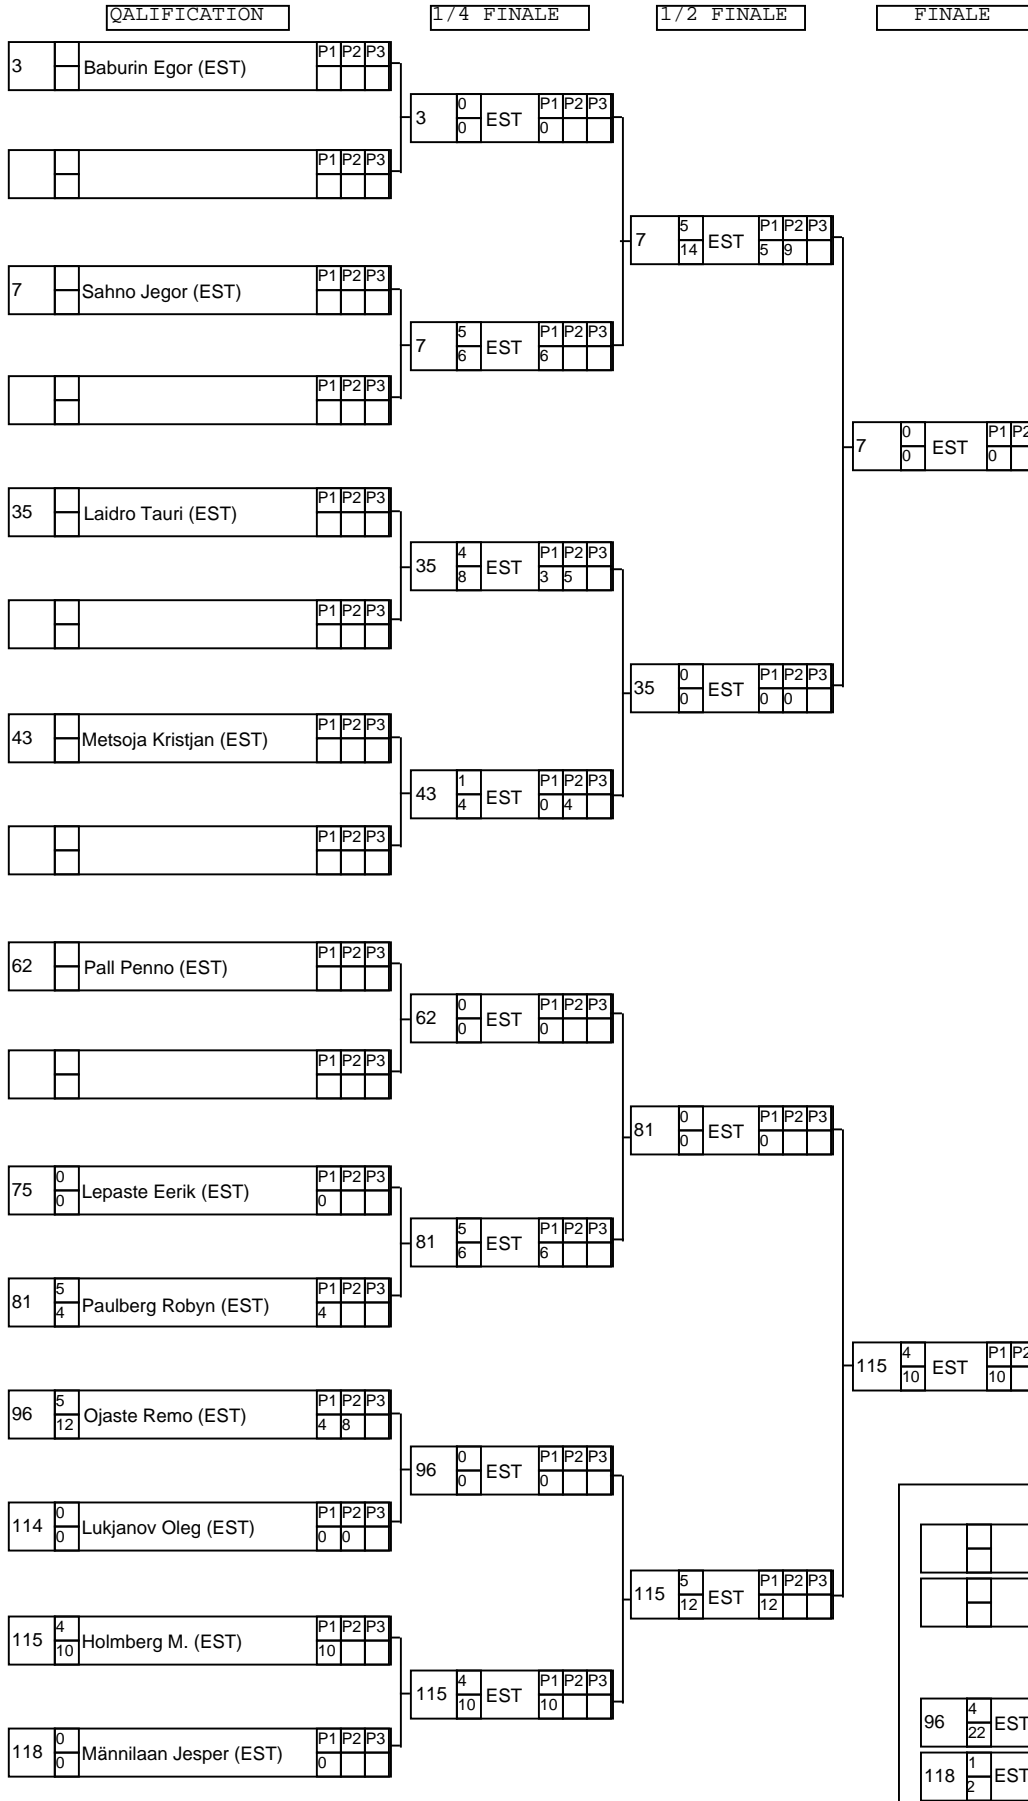 QALIFICATION 1/4 FINALE 1/2 FINALE FINALE
3 Baburin Egor (EST) P1 P2 P3
3 0 0 EST P1 P2 P3 0
P1 P2 P3
7 5 14 EST P1 P2 P3 5 9
7 Sahno Jegor (EST) P1 P2 P3
7 5 6 EST P1 P2 P3 6
P1 P2 P3
7 0 0 EST P1 P2 0
35 Laidro Tauri (EST) P1 P2 P3
35 4 8 EST P1 P2 P3 3 5
P1 P2 P3
35 0 0 EST P1 P2 P3 0 0
43 Metsoja Kristjan (EST) P1 P2 P3
43 1 4 EST P1 P2 P3 0 4
P1 P2 P3
62 Pall Penno (EST) P1 P2 P3
62 0 0 EST P1 P2 P3 0
P1 P2 P3
81 0 0 EST P1 P2 P3 0
75 0 0 Lepaste Eerik (EST) P1 P2 P3 0
81 5 6 EST P1 P2 P3 6
81 5 4 Paulberg Robyn (EST) P1 P2 P3 4
115 4 10 EST P1 P2 10
96 5 12 Ojaste Remo (EST) P1 P2 P3 4 8
96 0 0 EST P1 P2 P3 0
114 0 0 Lukjanov Oleg (EST) P1 P2 P3 0 0
115 5 12 EST P1 P2 P3 12
115 4 10 Holmberg M. (EST) P1 P2 P3 10
115 4 10 EST P1 P2 P3 10
96 4 22 EST
118 0 0 Männilaan Jesper (EST) P1 P2 P3 0
118 1 2 EST